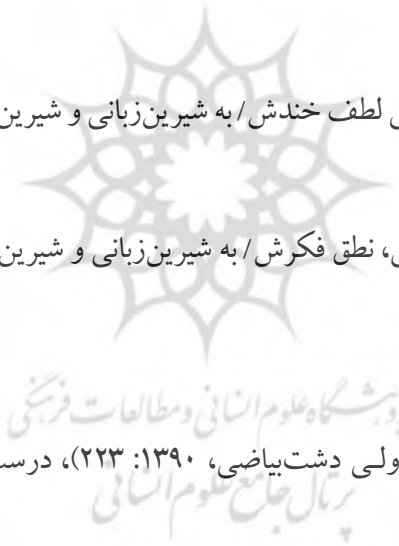 لطف خندش/ به شیرین‌زبانی و شیرین
، نطق فکرش/ به شیرین‌زبانی و شیرین
پژوهشگاه علوم انسانی و مطالعات فرهنگی
ولی دشت‌بیاضی، ۱۳۹۰: ۲۲۳)، درست
پرتال جامع علوم انسانی